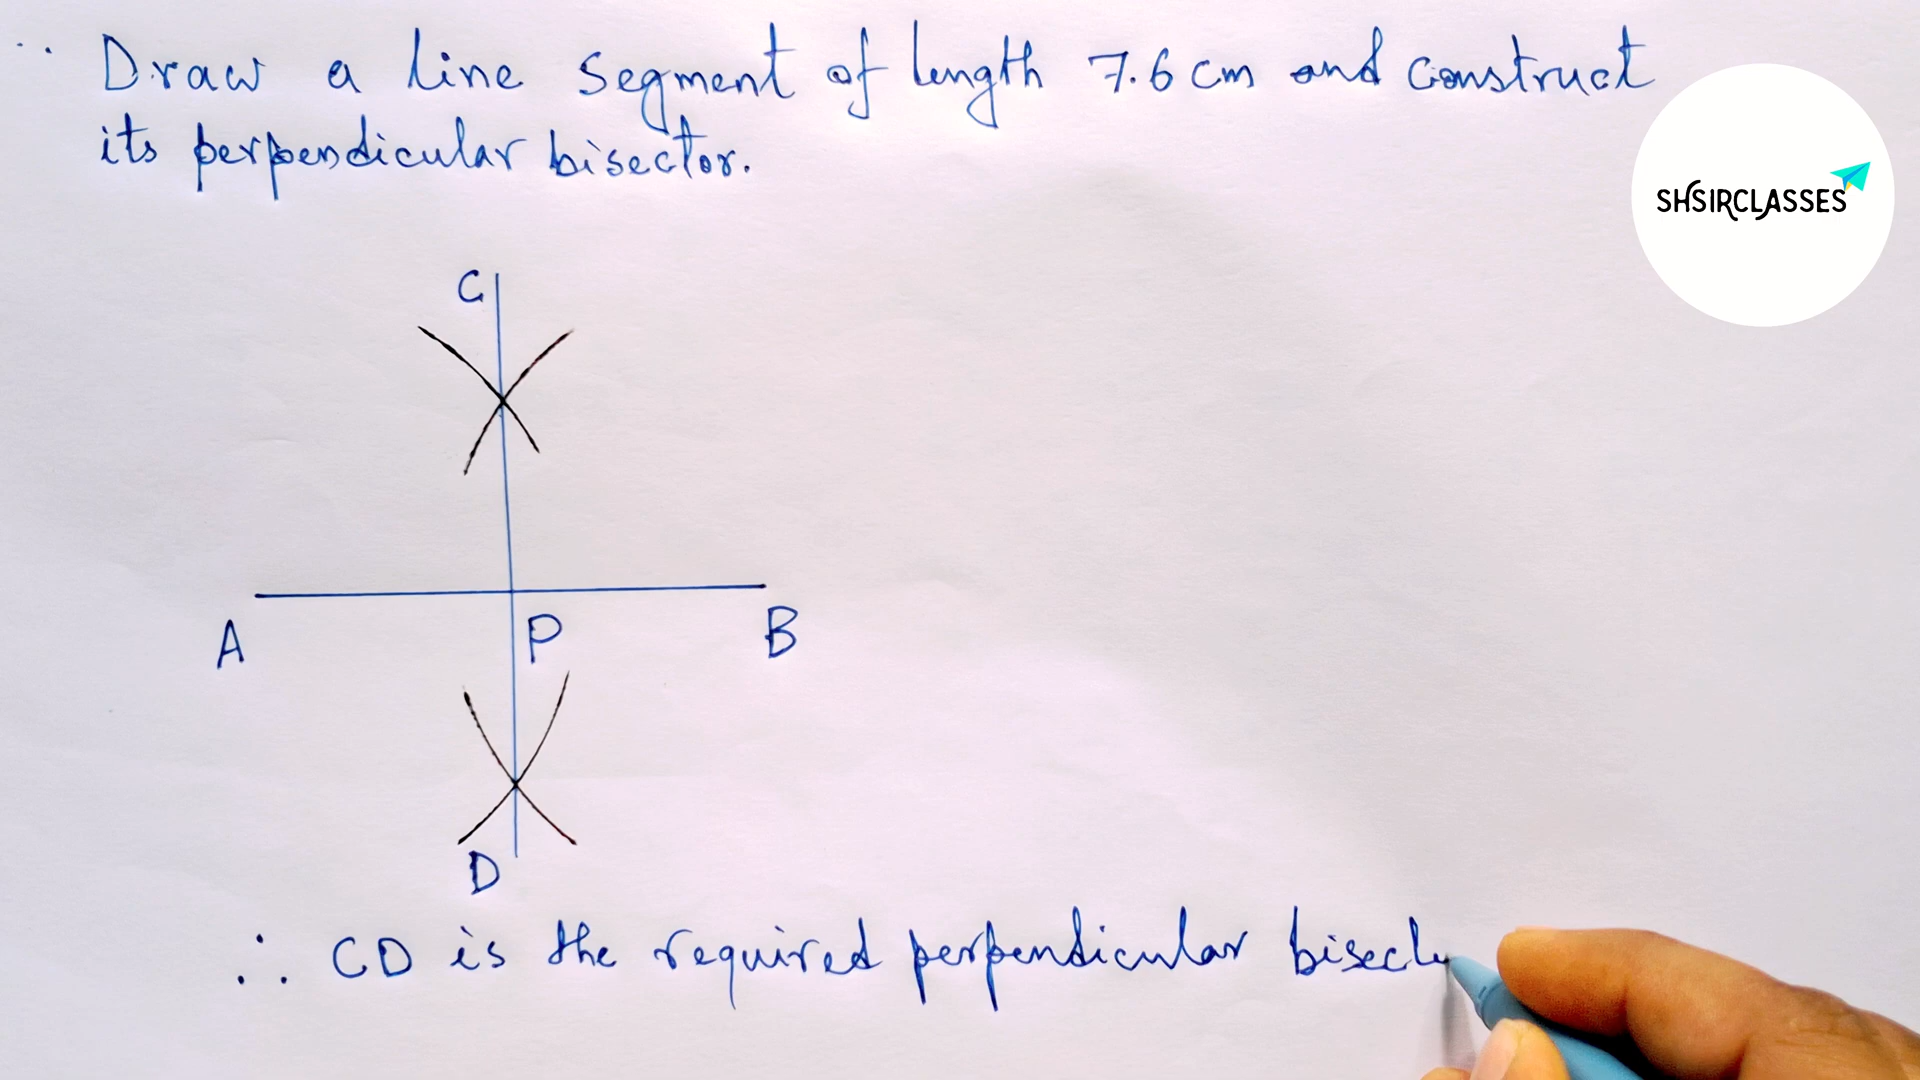 Draw a line segment of length 7.6 cm and construct
its perpendicular bisector.
SHSIRCLASSES
C
A
P
B
D
∴ CD is the required perpendicular